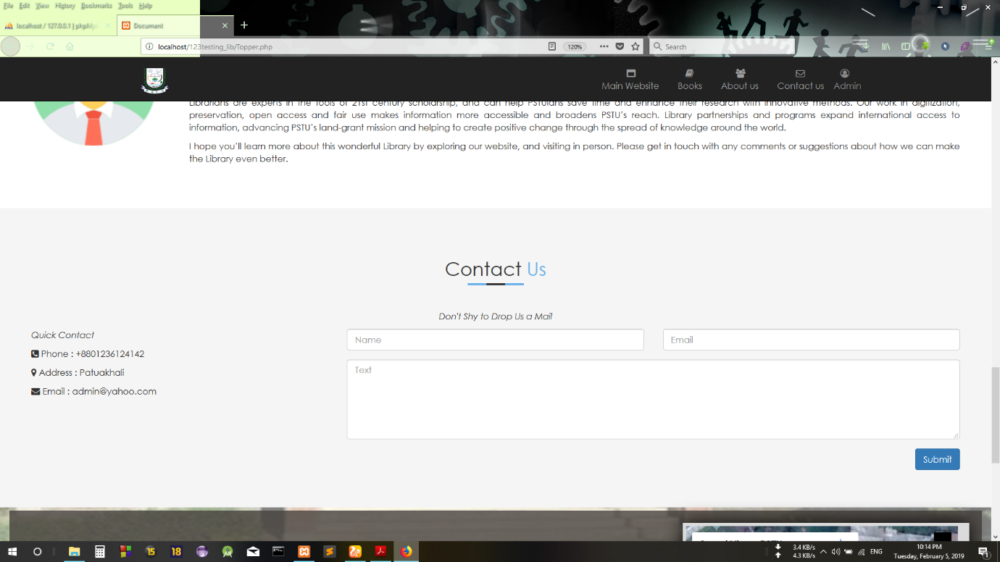 File Edit View History Bookmarks Tools Help
localhost / 127.0.0.1 | phpMy
Document
localhost/123testing_lib/Topper.php
120%
Search
Main Website
Books
About us
Contact us
Admin
Librarians are experts in the tools of 21st century scholarship, and can help PSTUians save time and enhance their research with innovative methods. Our work in digitization,
preservation, open access and fair use makes information more accessible and broadens PSTU's reach. Library partnerships and programs expand international access to
information, advancing PSTU's land-grant mission and helping to create positive change through the spread of knowledge around the world.
I hope you'll learn more about this wonderful Library by exploring our website, and visiting in person. Please get in touch with any comments or suggestions about how we can make
the Library even better.
Contact Us
Don't Shy to Drop Us a Mail
Quick Contact
Phone : +8801236124142
Address : Patuakhali
Email : admin@yahoo.com
Name
Email
Text
Submit
15
18
3.4 KB/s
4.3 KB/s
ENG
10:14 PM
Tuesday, February 5, 2019
1